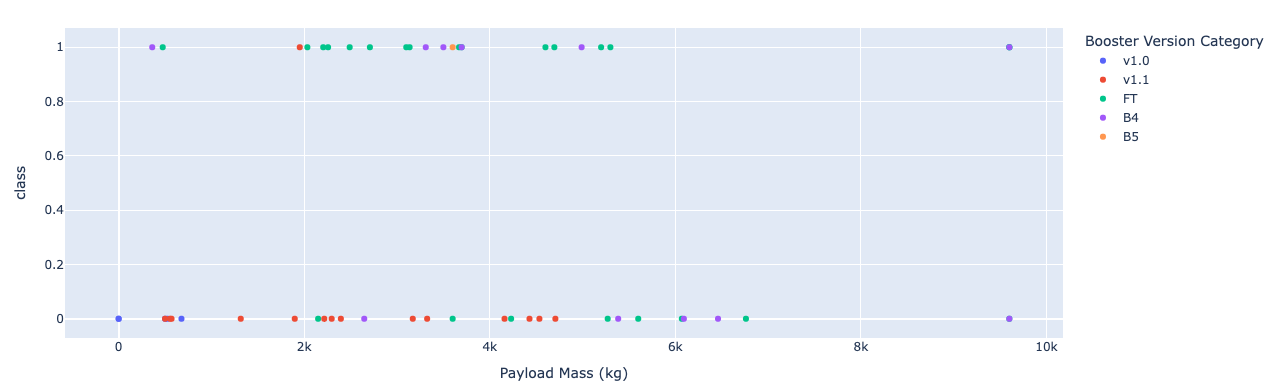 Booster Version Category
v1.0
v1.1
FT
B4
B5
class
1
0.8
0.6
0.4
0.2
0
0 2k 4k 6k 8k 10k
Payload Mass (kg)